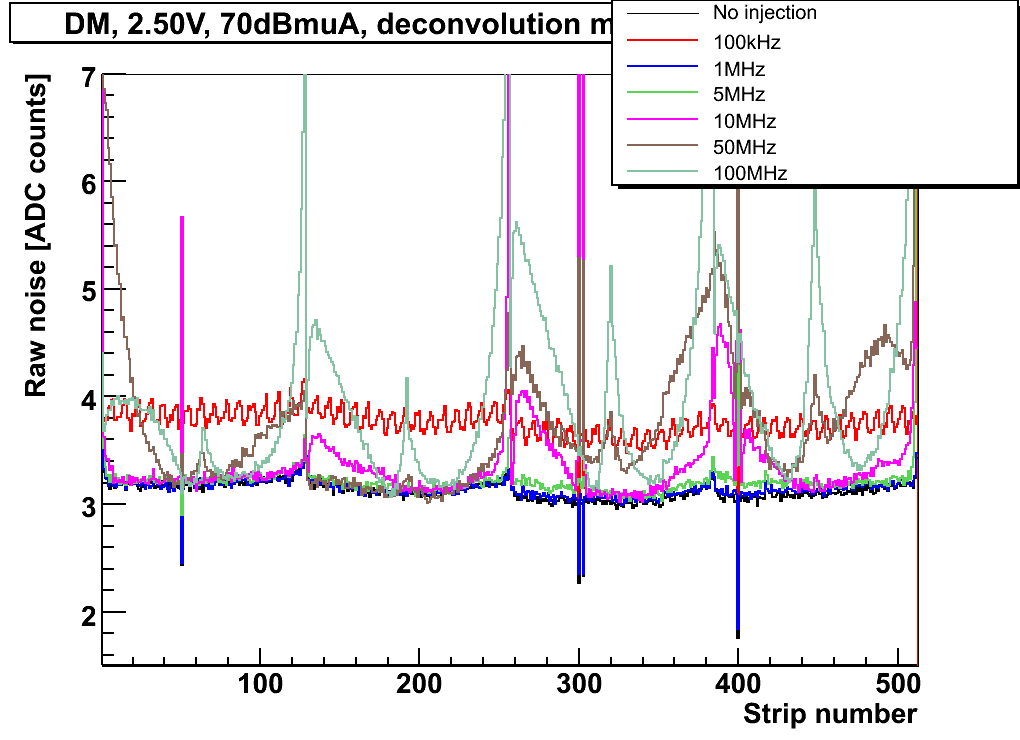 DM, 2.50V, 70dBmuA, deconvolution m
No injection
100kHz
1MHz
5MHz
10MHz
50MHz
100MHz
Raw noise [ADC counts]
7
6
5
4
3
2
100 200 300 400 500
Strip number